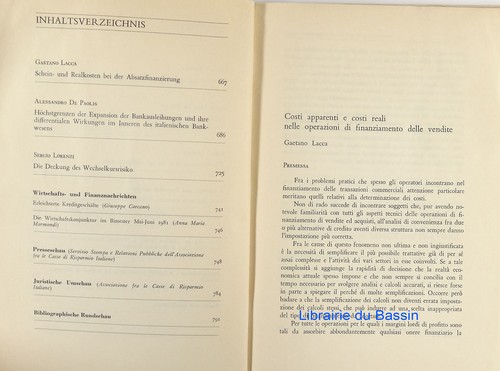 INHALTSVERZEICHNIS
GAETANO LACCA
Schein- und Realkosten bei der Absatzfinanzierung 667
ALESSANDRO DE PAOLIS
Höchstgrenzen der Expansion der Bankausleihungen und ihre
differentialen Wirkungen im Inneren des italienischen Bank-
wesens 686
SERGIO LORENZI
Die Deckung des Wechselkursrisiko 725
Wirtschafts- und Finanznachrichten
Erleichterte Kreditgeschäfte (Giuseppe Carcano) 742
Die Wirtschaftskonjunktur im Bimester Mai-Juni 1981 (Anna Maria
Marmondi) 746
Presseschau (Servizio Stampa e Relazioni Pubbliche dell'Associazione
fra le Casse di Risparmio Italiane) 748
Juristische Umschau (Associazione fra le Casse di Risparmio
Italiane) 784
Bibliographische Rundschau 792
Costi apparenti e costi reali
nelle operazioni di finanziamento delle vendite
Gaetano Lacca
PREMESSA
Fra i problemi pratici che spesso gli operatori incontrano nel
finanziamento delle transazioni commerciali attenzione particolare
meritano quelli relativi alla determinazione dei costi.
Non di rado succede di incontrare soggetti che, pur avendo
notevole familiarità con tutti gli aspetti tecnici delle operazioni di fi-
nanziamento di vendite ed acquisti, all'analisi di convenienza fra due
o più alternative di credito aventi diversa struttura non sempre danno
l'impostazione più corretta.
Fra le cause di questo fenomeno non ultima e non ingiustificata
è la necessità di semplificare il più possibile trattative già di per sé
assai complesse e l'attività dei vari settori in esse coinvolti. Se a tale
complessità si aggiunge la rapidità di decisione che la realtà eco-
nomica attuale spesso impone e che non sempre si concilia con il
tempo necessario per svolgere analisi e calcoli accurati, si riesce forse
in parte a spiegare il perché di molte semplificazioni. Occorre però
badare a che la semplificazione dei calcoli non diventi errata imposta-
zione dei calcoli stessi, che può indurre ad una scelta inappropriata
del tipo
Per tutte le operazioni per le quali i margini lordi di profitto sono
tali da assorbire abbondantemente qualsiasi onere finanziario la
Librairie du Bassin